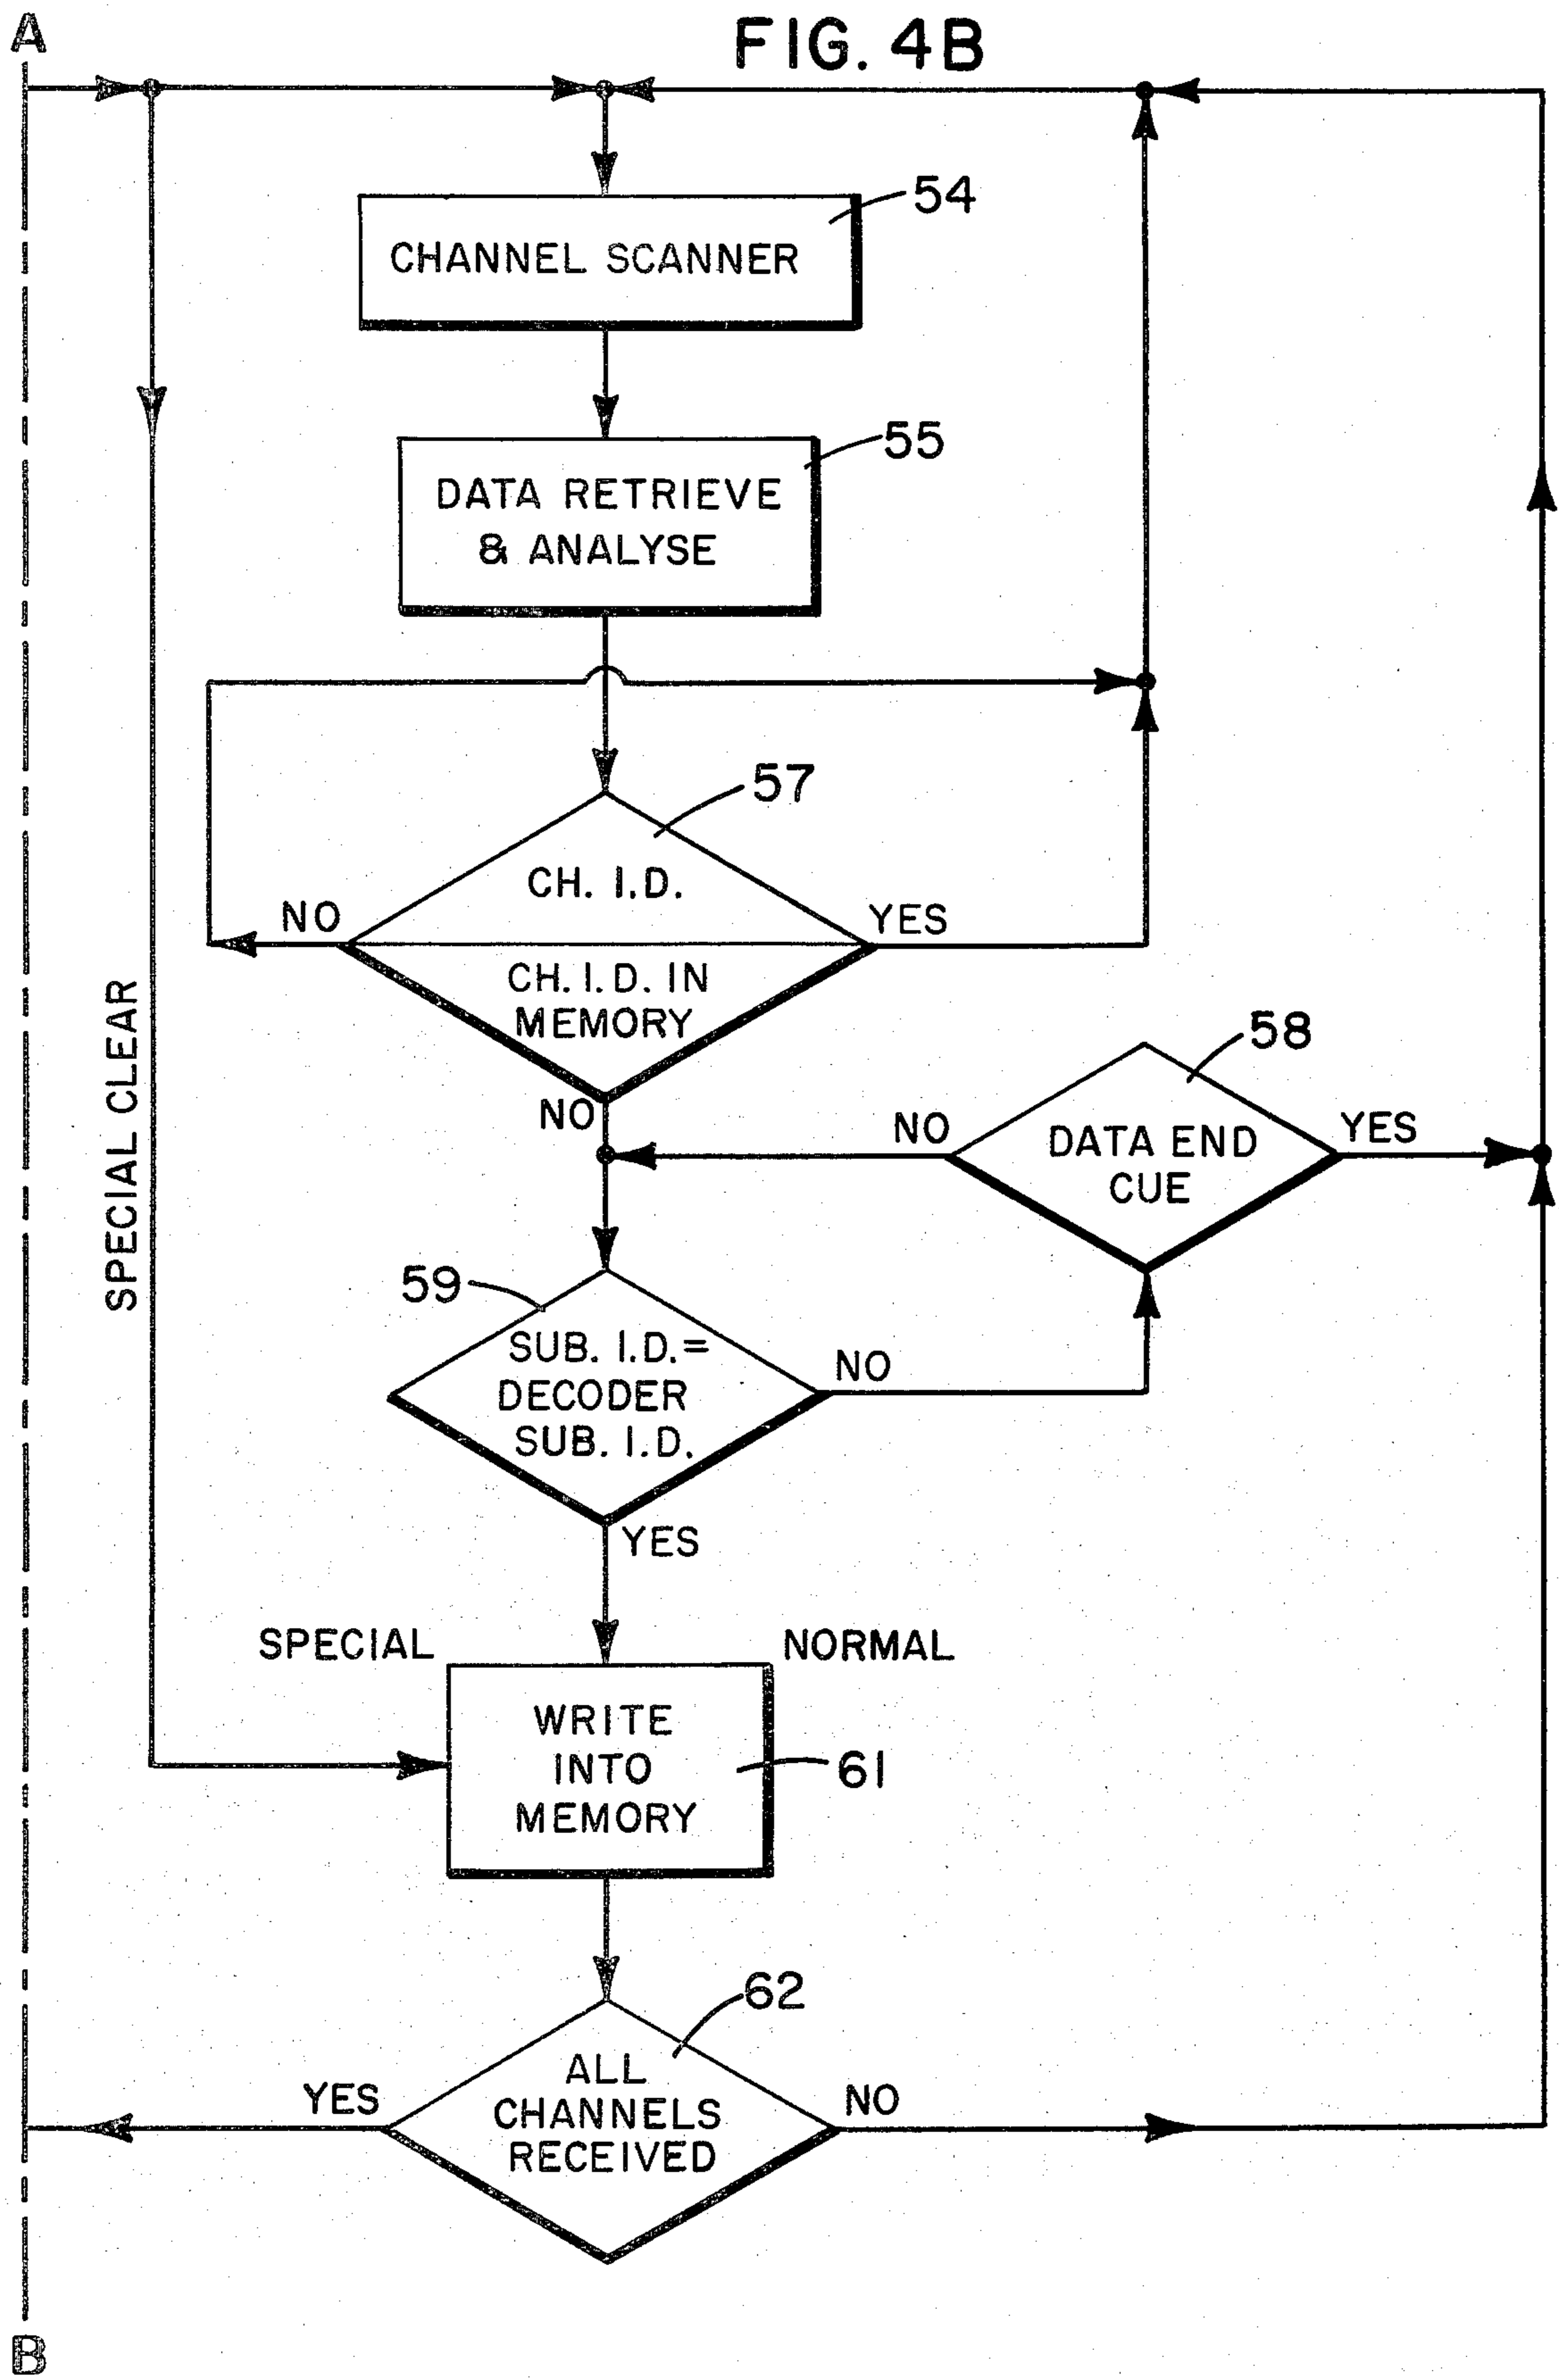 A
FIG. 4B
54
CHANNEL SCANNER
55
DATA RETRIEVE
& ANALYSE
57
CH. I.D.
NO
YES
CH. I.D. IN
MEMORY
NO
SPECIAL CLEAR
58
NO
DATA END
CUE
YES
59
SUB. I.D.=
DECODER
SUB. I.D.
NO
YES
SPECIAL
NORMAL
WRITE
INTO
MEMORY
61
62
ALL
CHANNELS
RECEIVED
YES
NO
B